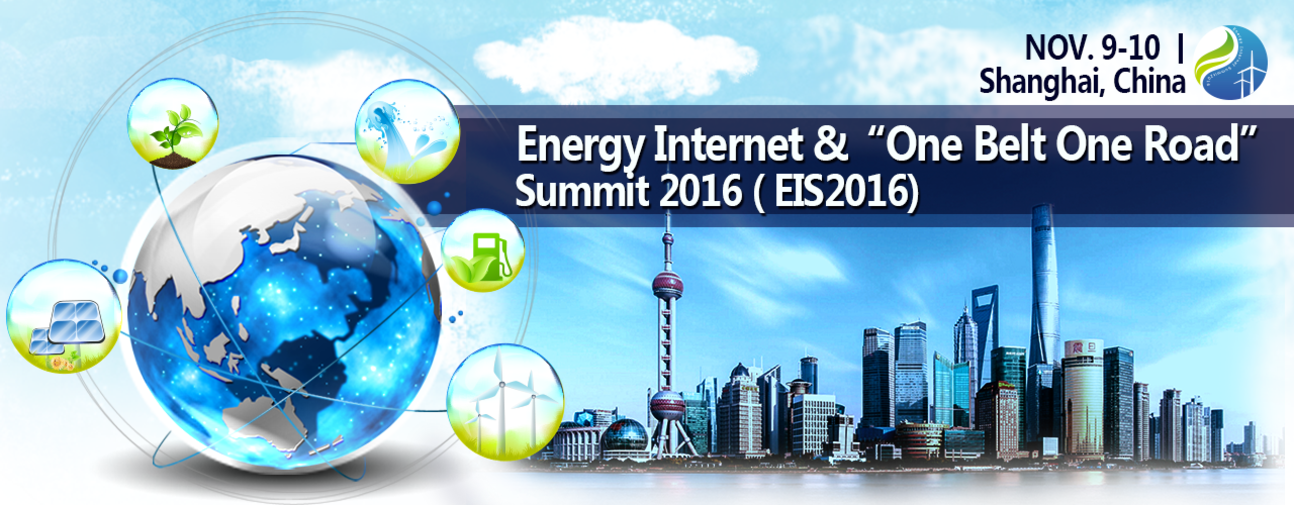 NOV. 9-10 |
Shanghai, China
Energy Internet & “One Belt One Road”
Summit 2016 ( EIS2016)